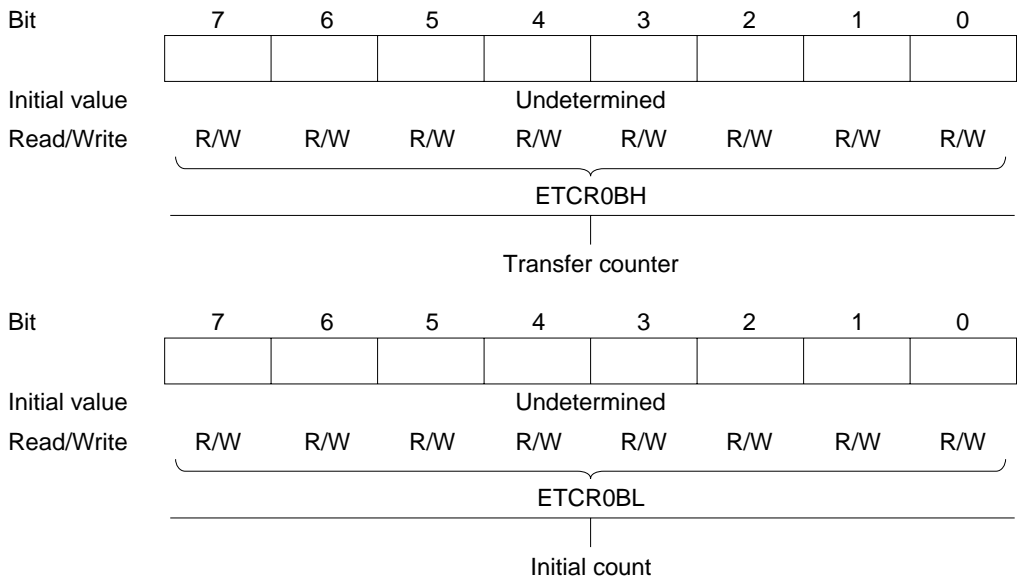 Bit 7 6 5 4 3 2 1 0
Initial value Undetermined
Read/Write R/W R/W R/W R/W R/W R/W R/W R/W
ETCR0BH
Transfer counter
Bit 7 6 5 4 3 2 1 0
Initial value Undetermined
Read/Write R/W R/W R/W R/W R/W R/W R/W R/W
ETCR0BL
Initial count